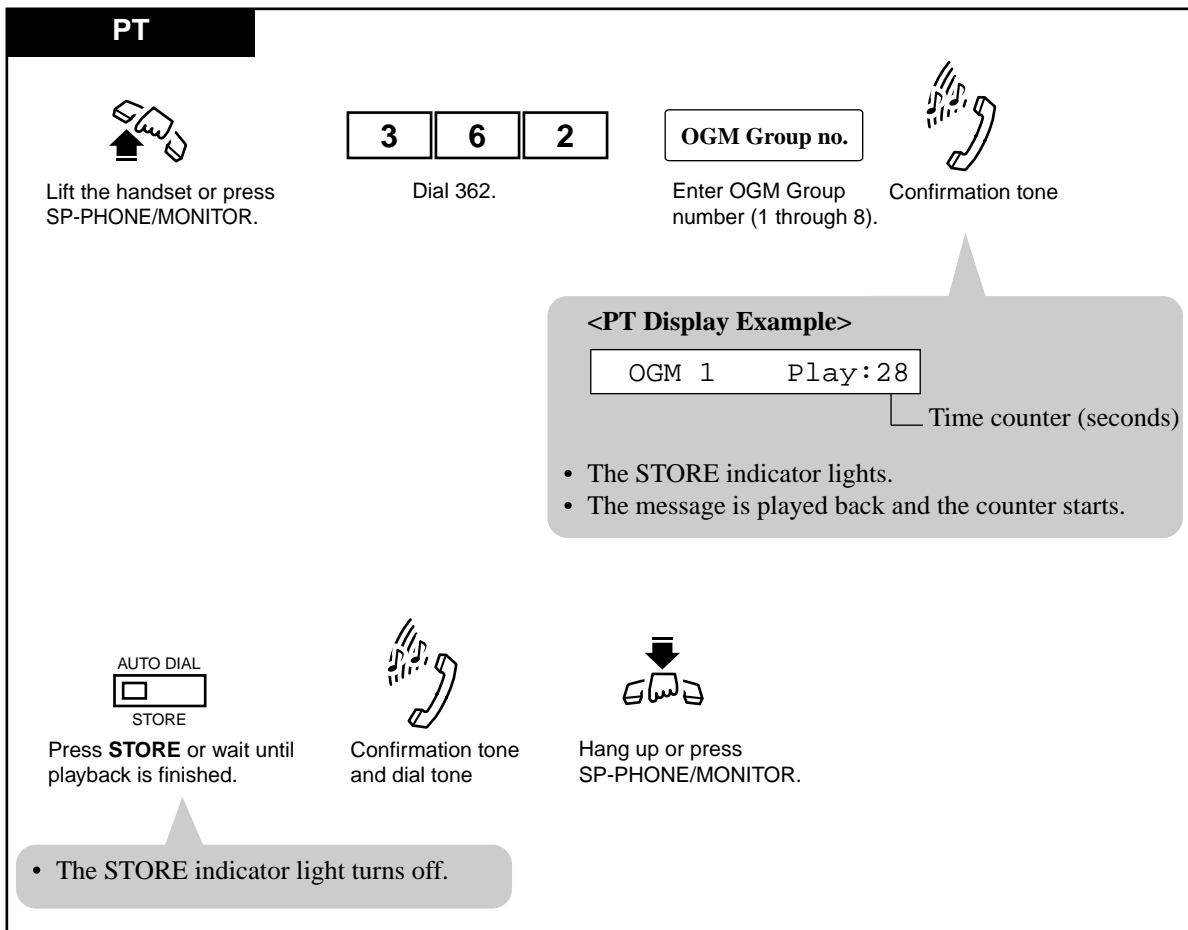 PT
3 6 2
OGM Group no.
Lift the handset or press
SP-PHONE/MONITOR.
Dial 362.
Enter OGM Group
number (1 through 8).
Confirmation tone
<PT Display Example>
OGM 1 Play:28
Time counter (seconds)
• The STORE indicator lights.
• The message is played back and the counter starts.
AUTO DIAL
STORE
Press STORE or wait until
playback is finished.
Confirmation tone
and dial tone
Hang up or press
SP-PHONE/MONITOR.
• The STORE indicator light turns off.